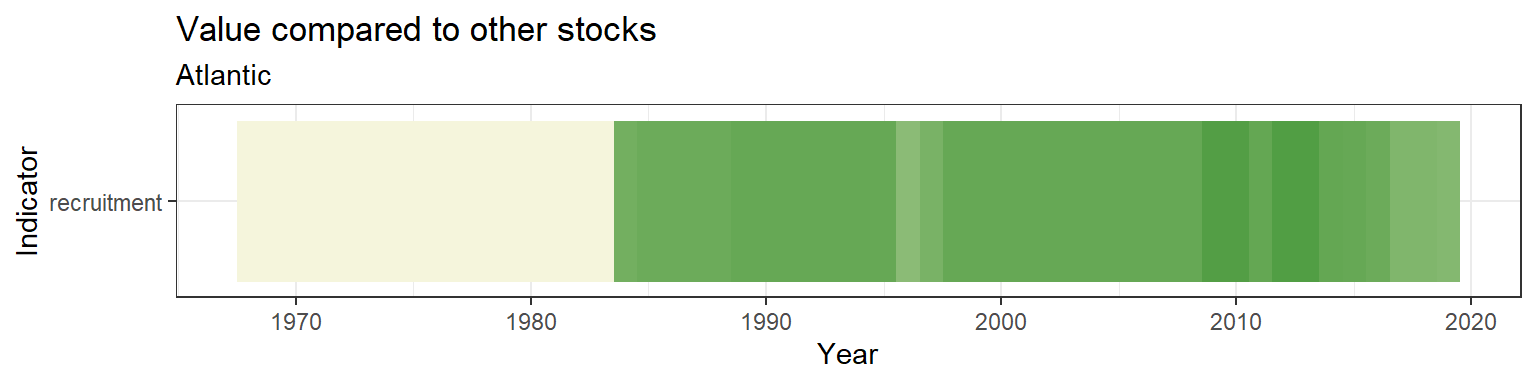 Value compared to other stocks
Atlantic
Indicator
recruitment
1970 1980 1990 2000 2010 2020
Year